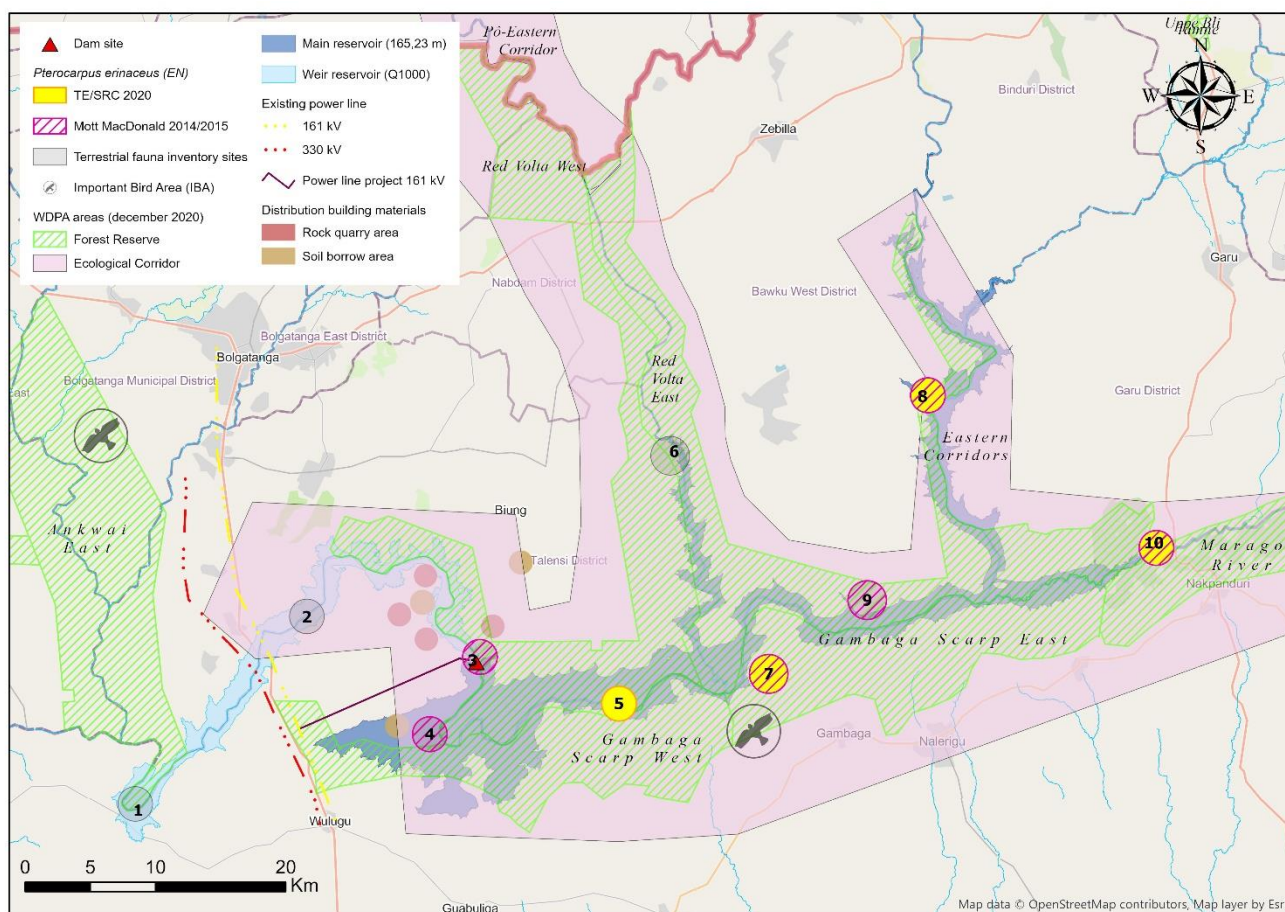 Dam site
Pterocarpus erinaceus (EN)
TE/SRC 2020
Mott MacDonald 2014/2015
Terrestrial fauna inventory sites
Important Bird Area (IBA)
WDPA areas (december 2020)
Forest Reserve
Ecological Corridor
Main reservoir (165,23 m)
Weir reservoir (Q1000)
Existing power line
161 kV
330 kV
Power line project 161 kV
Distribution building materials
Rock quarry area
Soil borrow area
Pô-Eastern
Corridor
N
W
E
S
Binduri District
Zebilla
Red Volta West
Garu
Nabdam District
Bawku West District
Bolgatanga East District
Bolgatanga
Bolgatanga Municipal District
East
Red
Volta
East
Garu District
8
Eastern
Corridors
6
Ankwai
East
Biung
Talensi District
10
Marago
River
Nakpanduri
2
9
Gambaga Scarp East
3
7
5
4
Gambaga
Scarp West
Gambaga
Nalerigu
1
Wulugu
0 5 10 20
Km
Guabuliga
Map data © OpenStreetMap contributors, Map layer by Esr